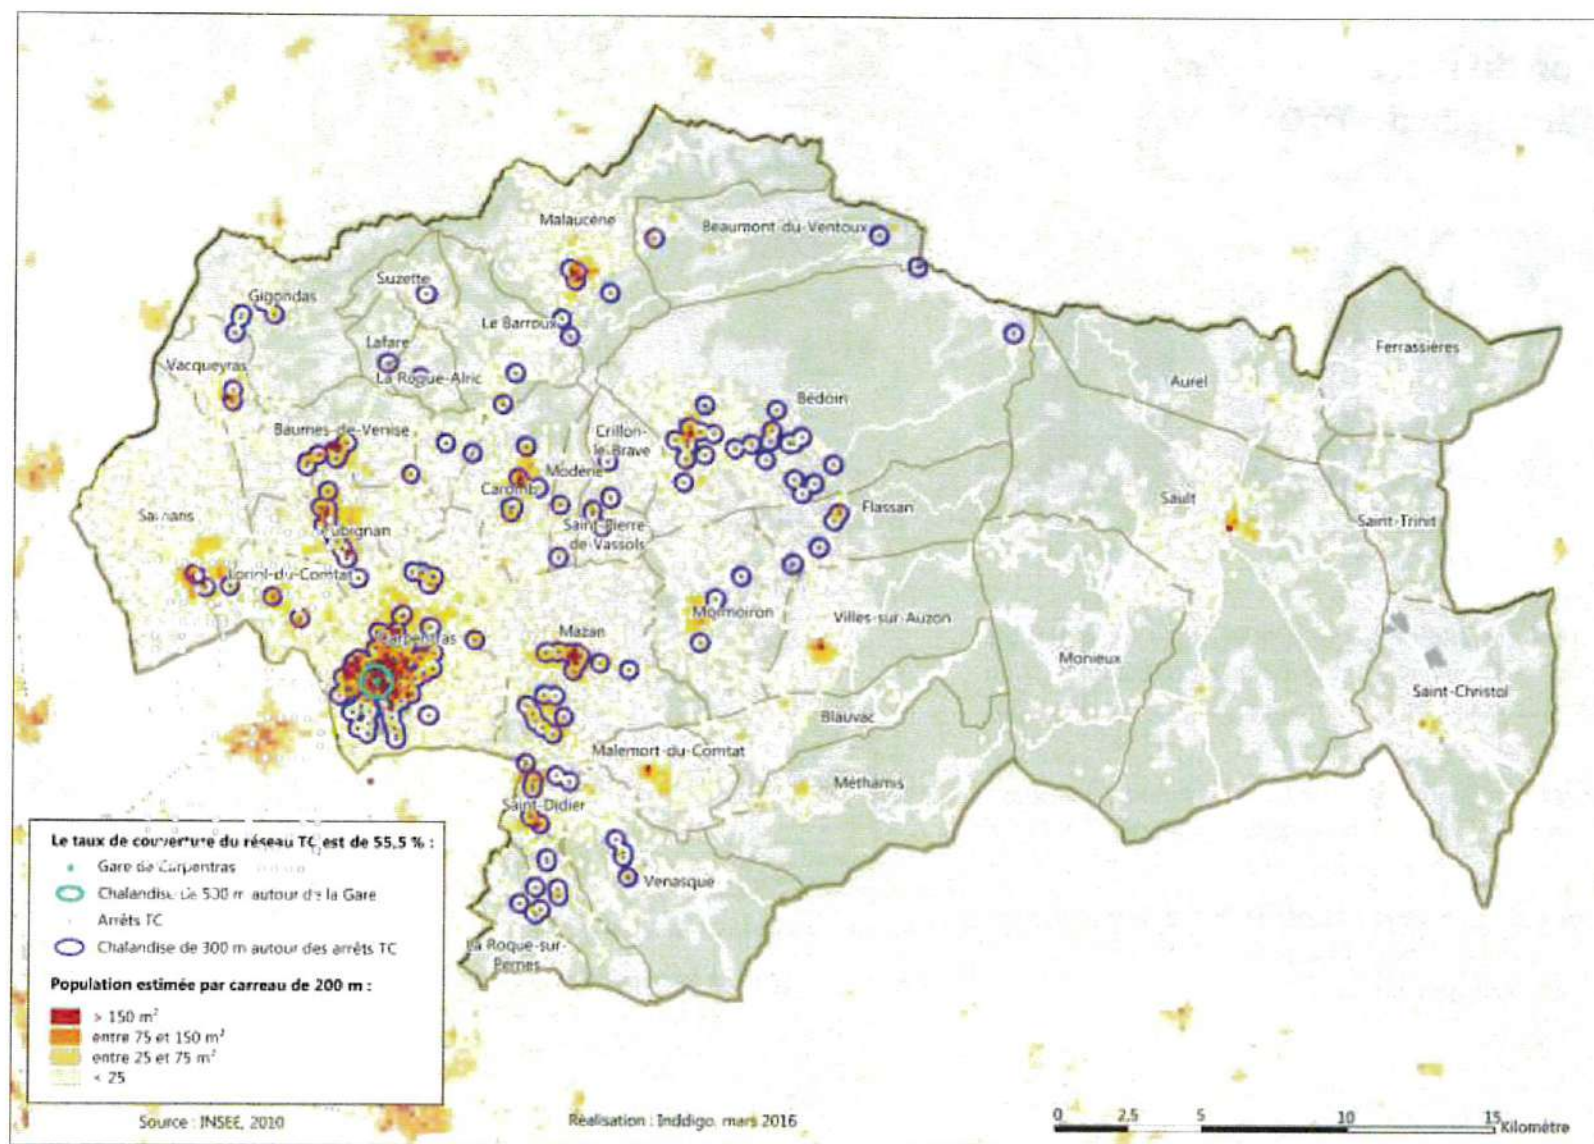 Malaucène
Beaumont-du-Ventoux
Suzette
Gigondas
Le Barroux
Ferrassières
Lafare
Vacqueyras
La Roque-Alric
Aurel
Bédoin
Baumes-de-Venise
Crillon-
le-Brave
Modène
Caromb
Sault
Flassan
Saint-Trinit
Saint-Pierre
de-Vassols
Loriol-du-Comtat
Mormoiron
Villes-sur-Auzon
Mazan
Carpentras
Monieux
Saint-Christol
Blauvac
Malemort-du-Comtat
Méthamis
Saint-Didier
Venasque
La Roque-sur-
Pernes
Le taux de couverture du réseau TC est de 55,5 % :
Gare de Carpentras
Chalandise de 500 m autour de la Gare
Arrêts TC
Chalandise de 300 m autour des arrêts TC
Population estimée par carreau de 200 m :
> 150 m²
entre 75 et 150 m²
entre 25 et 75 m²
< 25
Source : INSEE, 2010
Réalisation : Inddigo, mars 2016
0 2,5 5 10 15
Kilomètre